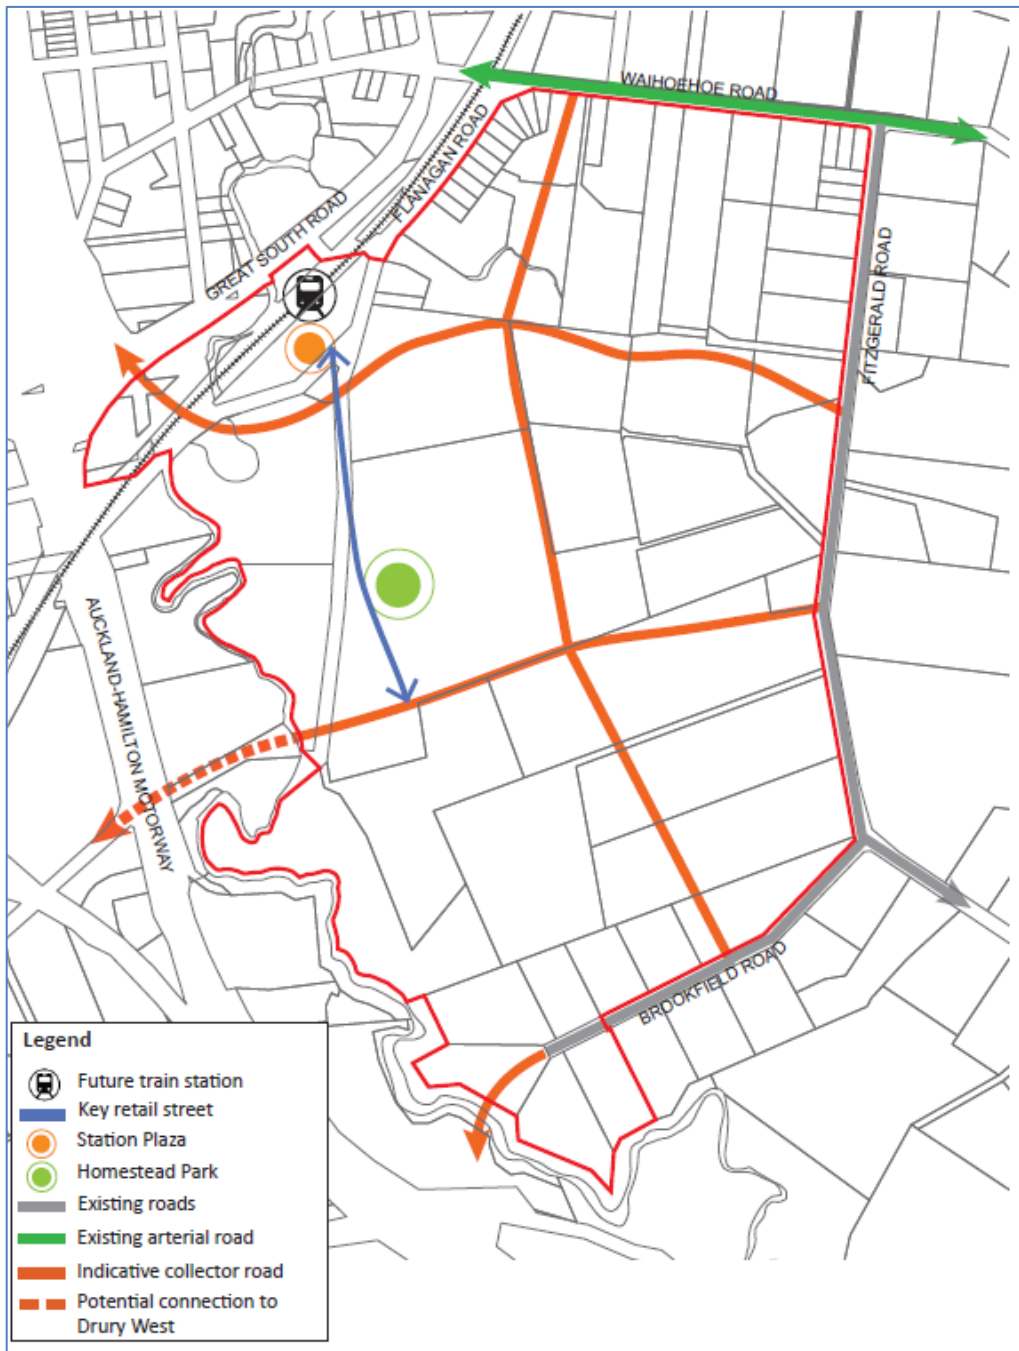 WAIHOEHOE ROAD
FLANAGAN ROAD
GREAT SOUTH ROAD
FITZGERALD ROAD
AUCKLAND-HAMILTON MOTORWAY
BROOKFIELD ROAD
Legend
Future train station
Key retail street
Station Plaza
Homestead Park
Existing roads
Existing arterial road
Indicative collector road
Potential connection to
Drury West